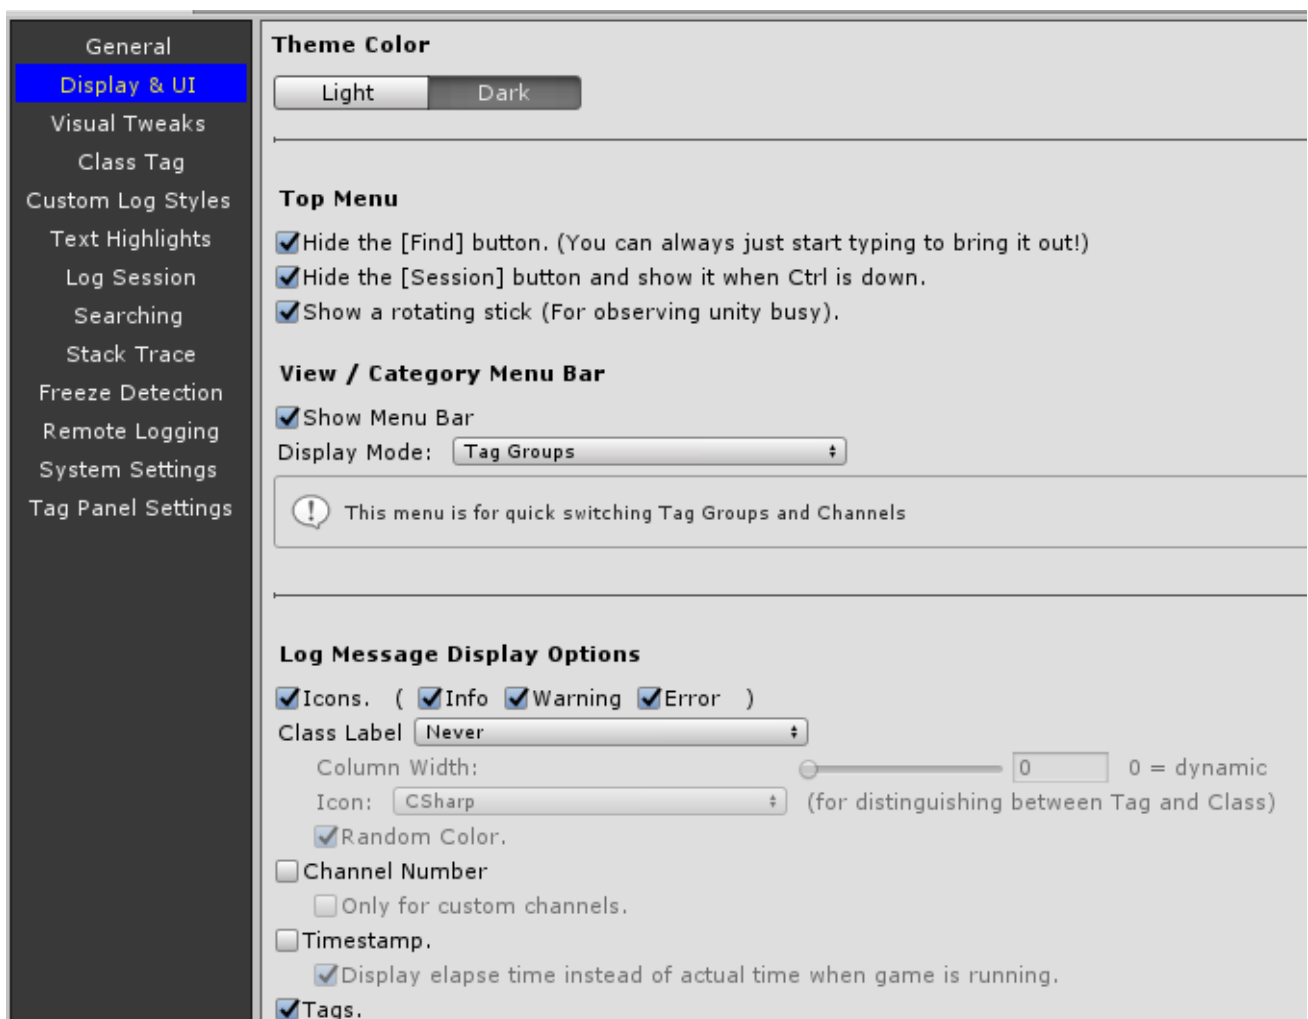 General
Display & UI
Visual Tweaks
Class Tag
Custom Log Styles
Text Highlights
Log Session
Searching
Stack Trace
Freeze Detection
Remote Logging
System Settings
Tag Panel Settings
Theme Color
Light Dark
Top Menu
Hide the [Find] button. (You can always just start typing to bring it out!)
Hide the [Session] button and show it when Ctrl is down.
Show a rotating stick (For observing unity busy).
View / Category Menu Bar
Show Menu Bar
Display Mode: Tag Groups
This menu is for quick switching Tag Groups and Channels
Log Message Display Options
Icons. ( Info Warning Error )
Class Label Never
Column Width: 0 0 = dynamic
Icon: CSharp (for distinguishing between Tag and Class)
Random Color.
Channel Number
Only for custom channels.
Timestamp.
Display elapse time instead of actual time when game is running.
Tags.